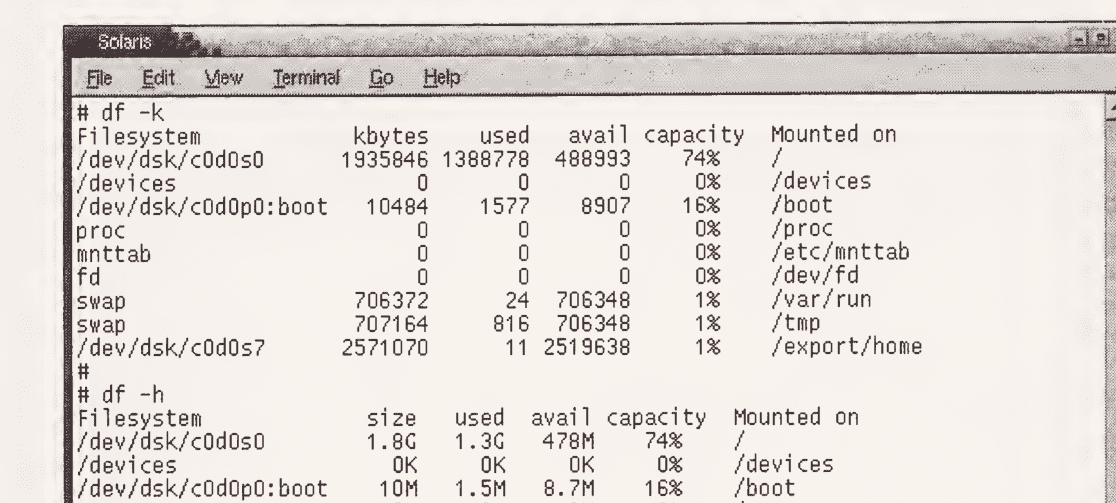 Solaris
File Edit View Terminal Go Help
# df -k
Filesystem kbytes used avail capacity Mounted on
/dev/dsk/c0d0s0 1935846 1388778 488993 74% /
/devices 0 0 0 0% /devices
/dev/dsk/c0d0p0:boot 10484 1577 8907 16% /boot
proc 0 0 0 0% /proc
mnttab 0 0 0 0% /etc/mnttab
fd 0 0 0 0% /dev/fd
swap 706372 24 706348 1% /var/run
swap 707164 816 706348 1% /tmp
/dev/dsk/c0d0s7 2571070 11 2519638 1% /export/home
#
# df -h
Filesystem size used avail capacity Mounted on
/dev/dsk/c0d0s0 1.8G 1.3G 478M 74% /
/devices 0K 0K 0K 0% /devices
/dev/dsk/c0d0p0:boot 10M 1.5M 8.7M 16% /boot